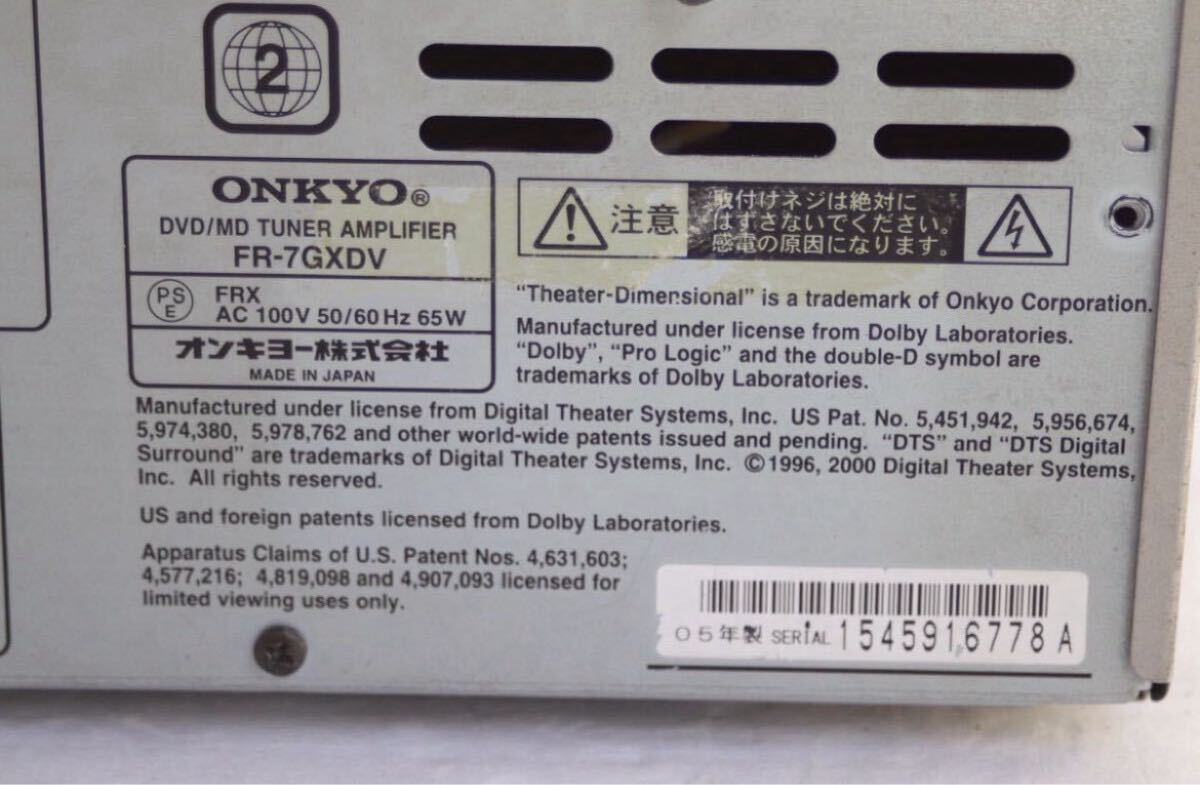 2
ONKYO®
DVD/MD TUNER AMPLIFIER
FR-7GXDV
PS
E
FRX
AC 100V 50/60Hz 65W
オンキヨー株式会社
MADE IN JAPAN
注意
取付けネジは絶対に
はずさないでください。
感電の原因になります。
“Theater-Dimensional” is a trademark of Onkyo Corporation.
Manufactured under license from Dolby Laboratories.
“Dolby”, “Pro Logic” and the double-D symbol are
trademarks of Dolby Laboratories.
Manufactured under license from Digital Theater Systems, Inc. US Pat. No. 5,451,942, 5,956,674,
5,974,380, 5,978,762 and other world-wide patents issued and pending. “DTS” and “DTS Digital
Surround” are trademarks of Digital Theater Systems, Inc. ©1996, 2000 Digital Theater Systems,
Inc. All rights reserved.
US and foreign patents licensed from Dolby Laboratories.
Apparatus Claims of U.S. Patent Nos. 4,631,603;
4,577,216; 4,819,098 and 4,907,093 licensed for
limited viewing uses only.
05年製 SERIAL 1545916778A